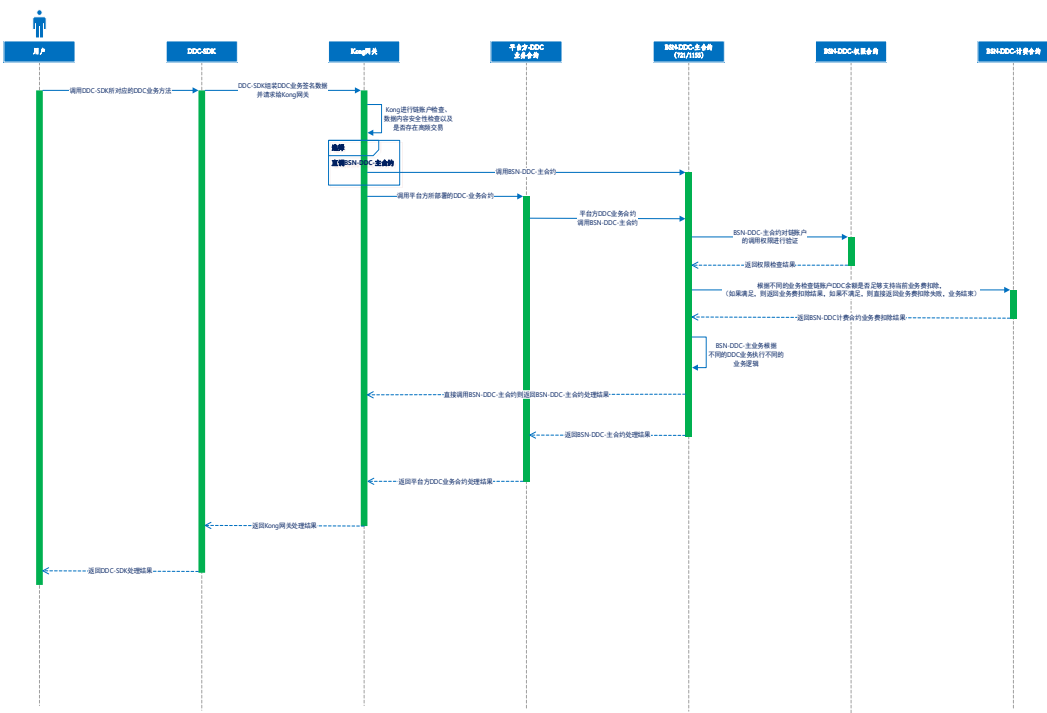 用户
DDC-SDK
Kong网关
平台方-DDC
业务合约
BSN-DDC-主合约
（721/1155）
BSN-DDC-权限合约
BSN-DDC-计费合约
调用DDC-SDK所对应的DDC业务方法
DDC-SDK组装DDC业务签名数据
并请求给Kong网关
Kong进行链账户检查、
数据内容安全性检查以及
是否存在高频交易
选择
直调BSN-DDC-主合约
调用BSN-DDC-主合约
调用平台方所部署的DDC-业务合约
平台方DDC业务合约
调用BSN-DDC-主合约
BSN-DDC-主合约对链账户
的调用权限进行验证
返回权限检查结果
根据不同的业务检查链账户DDC余额是否足够支持当前业务费扣除，
（如果满足，则返回业务费扣除结果，如果不满足，则直接返回业务费扣除失败，业务结束）
返回BSN-DDC计费合约业务费扣除结果
BSN-DDC-主业务根据
不同的DDC业务执行不同的
业务逻辑
直接调用BSN-DDC-主合约则返回BSN-DDC-主合约处理结果
返回BSN-DDC-主合约处理结果
返回平台方DDC业务合约处理结果
返回Kong网关处理结果
返回DDC-SDK处理结果